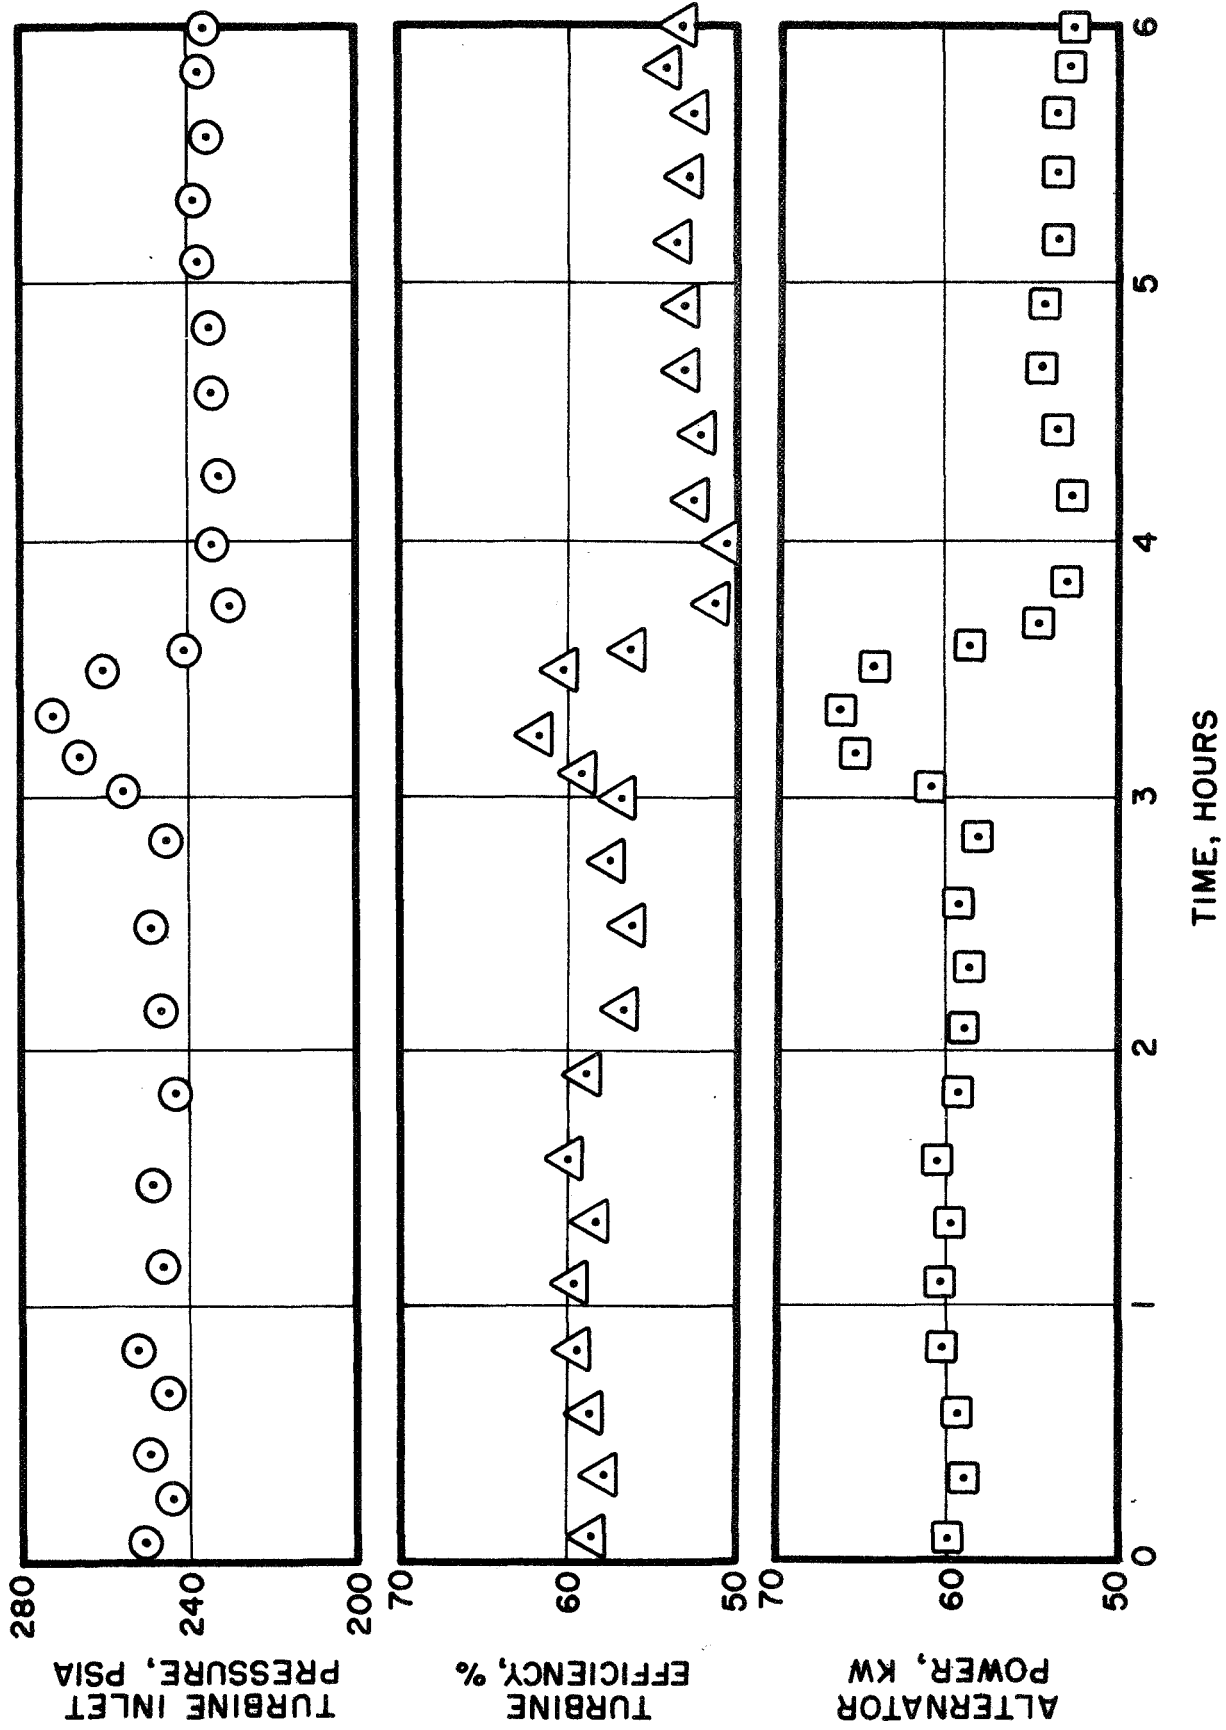 TURBINE INLET
PRESSURE, PSIA
280
240
200
TURBINE
EFFICIENCY, %
70
60
50
ALTERNATOR
POWER, KW
70
60
50
0
1
2
3
4
5
6
TIME, HOURS